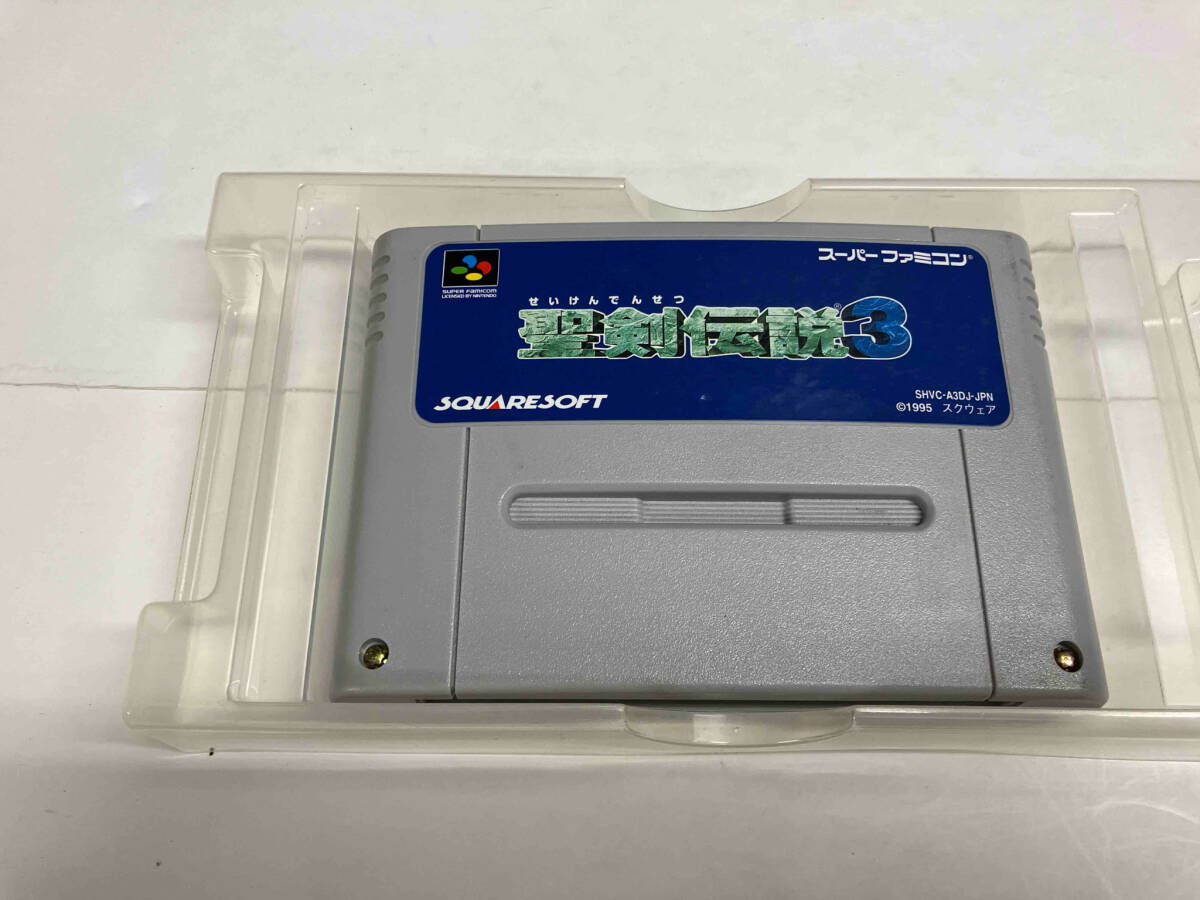 スーパーファミコン®
SUPER FAMICOM
LICENSED BY NINTENDO
せいけんでんせつ
聖剣伝説®3
SQUARESOFT
SHVC-A3DJ-JPN
©1995 スクウェア